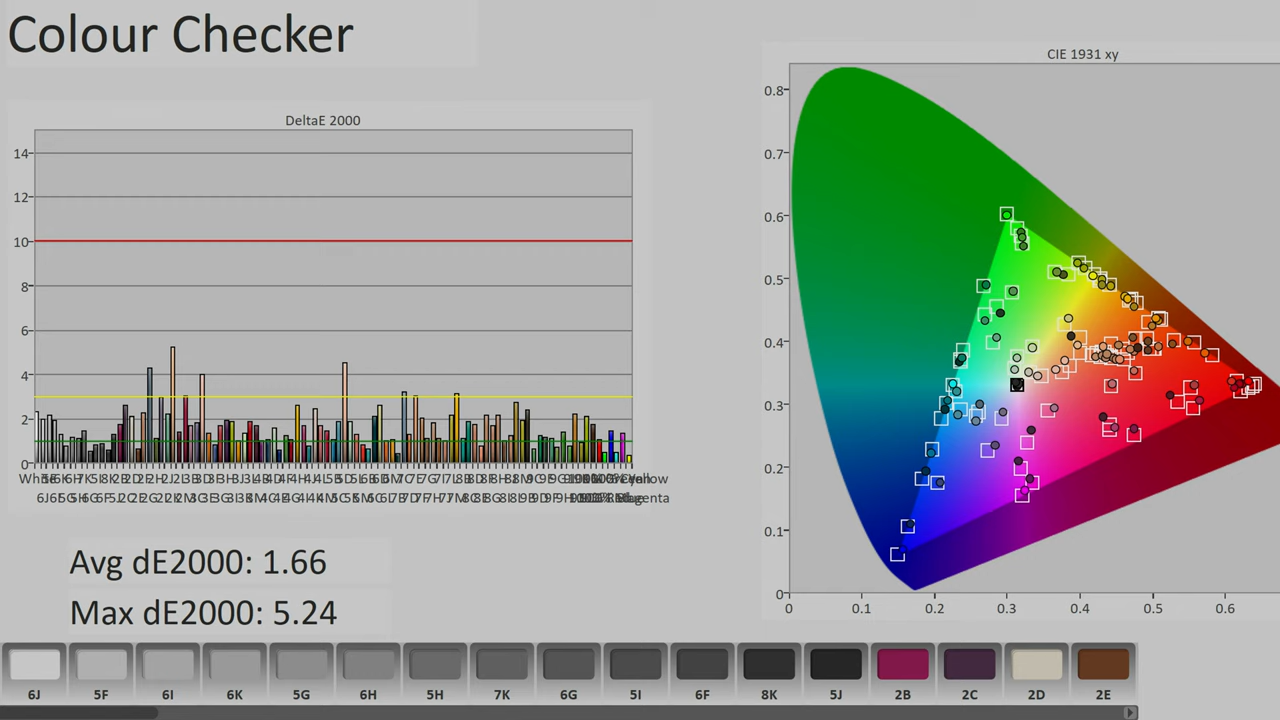 Colour Checker
CIE 1931 xy
DeltaE 2000
14
12
10
8
6
4
2
0
0.8
0.7
0.6
0.5
0.4
0.3
0.2
0.1
0
0 0.1 0.2 0.3 0.4 0.5 0.6
Avg dE2000: 1.66
Max dE2000: 5.24
6J 5F 6I 6K 5G 6H 5H 7K 6G 5I 6F 8K 5J 2B 2C 2D 2E